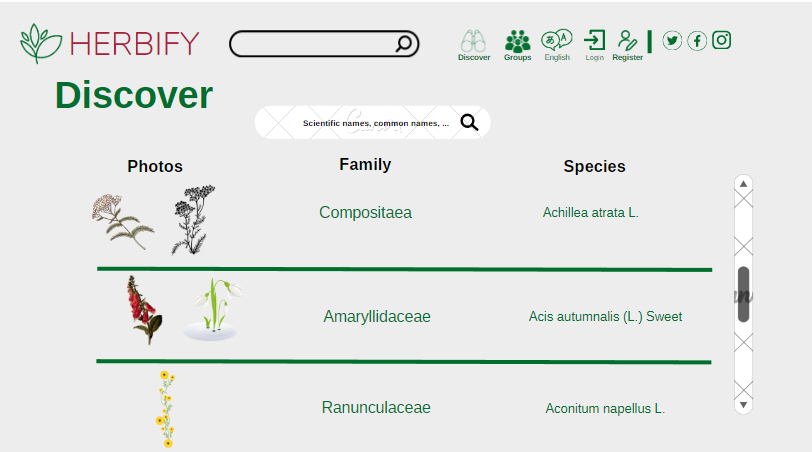 HERBIFY
Discover Groups English Login Register
Discover
Scientific names, common names, ...
Photos Family Species
Compositaea Achillea atrata L.
Amaryllidaceae Acis autumnalis (L.) Sweet
Ranunculaceae Aconitum napellus L.